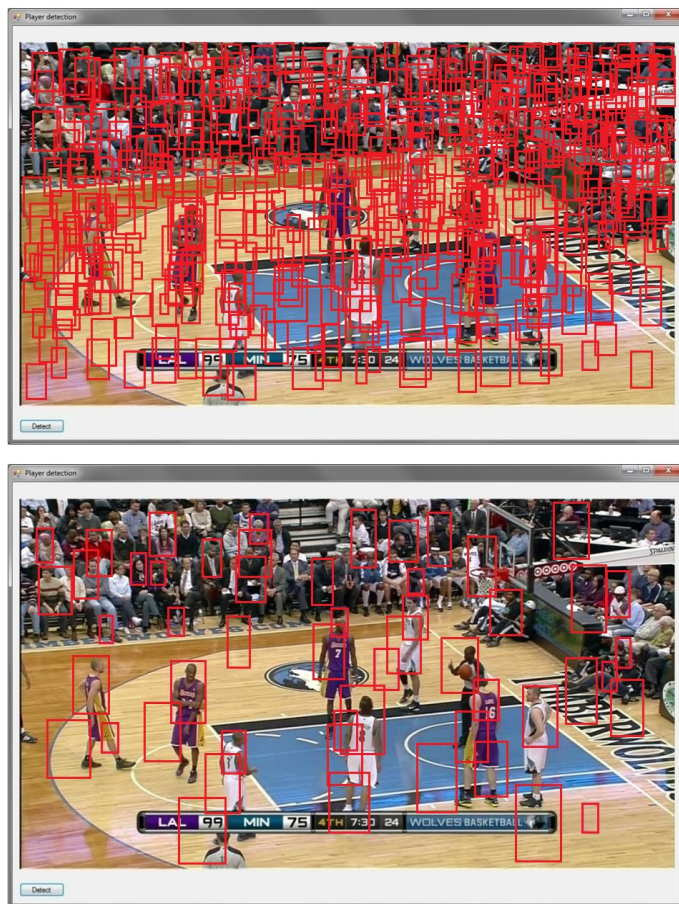 Player detection
LAL 99 MIN 75 4TH 7:30 24 WOLVES BASKETBALL
Detect
Player detection
7
LAL 99 MIN 75 4TH 7:30 24 WOLVES BASKETBALL
Detect